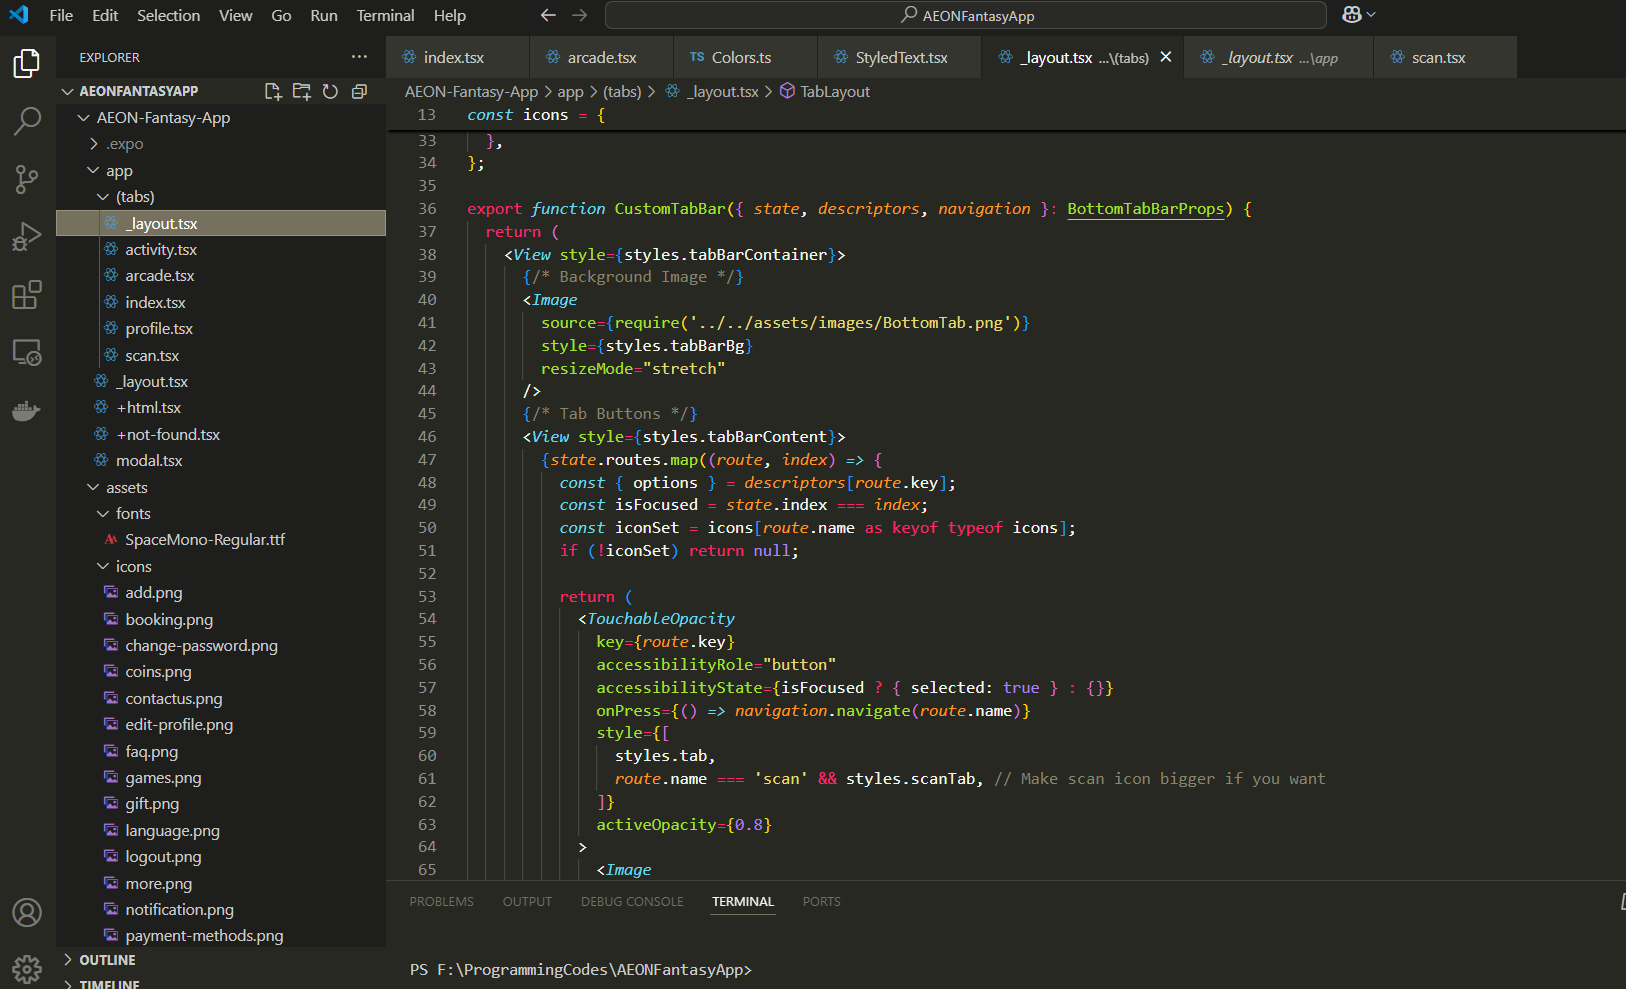 File Edit Selection View Go Run Terminal Help
AEONFantasyApp
EXPLORER
AEONFANTASYAPP
AEON-Fantasy-App
.expo
app
(tabs)
_layout.tsx
activity.tsx
arcade.tsx
index.tsx
profile.tsx
scan.tsx
_layout.tsx
+html.tsx
+not-found.tsx
modal.tsx
assets
fonts
SpaceMono-Regular.ttf
icons
add.png
booking.png
change-password.png
coins.png
contactus.png
edit-profile.png
faq.png
games.png
gift.png
language.png
logout.png
more.png
notification.png
payment-methods.png
OUTLINE
TIMELINE
index.tsx arcade.tsx TS Colors.ts StyledText.tsx _layout.tsx ...\(tabs) _layout.tsx ...\app scan.tsx
AEON-Fantasy-App > app > (tabs) > _layout.tsx > TabLayout
13 const icons = {
33 },
34 };
35
36 export function CustomTabBar({ state, descriptors, navigation }: BottomTabBarProps) {
37 return (
38 <View style={styles.tabBarContainer}>
39 {/* Background Image */}
40 <Image
41 source={require('../../assets/images/BottomTab.png')}
42 style={styles.tabBarBg}
43 resizeMode="stretch"
44 />
45 {/* Tab Buttons */}
46 <View style={styles.tabBarContent}>
47 {state.routes.map((route, index) => {
48 const { options } = descriptors[route.key];
49 const isFocused = state.index === index;
50 const iconSet = icons[route.name as keyof typeof icons];
51 if (!iconSet) return null;
52
53 return (
54 <TouchableOpacity
55 key={route.key}
56 accessibilityRole="button"
57 accessibilityState={isFocused ? { selected: true } : {}}
58 onPress={() => navigation.navigate(route.name)}
59 style={[
60 styles.tab,
61 route.name === 'scan' && styles.scanTab, // Make scan icon bigger if you want
62 ]}
63 activeOpacity={0.8}
64 >
65 <Image
PROBLEMS OUTPUT DEBUG CONSOLE TERMINAL PORTS
PS F:\ProgrammingCodes\AEONFantasyApp>